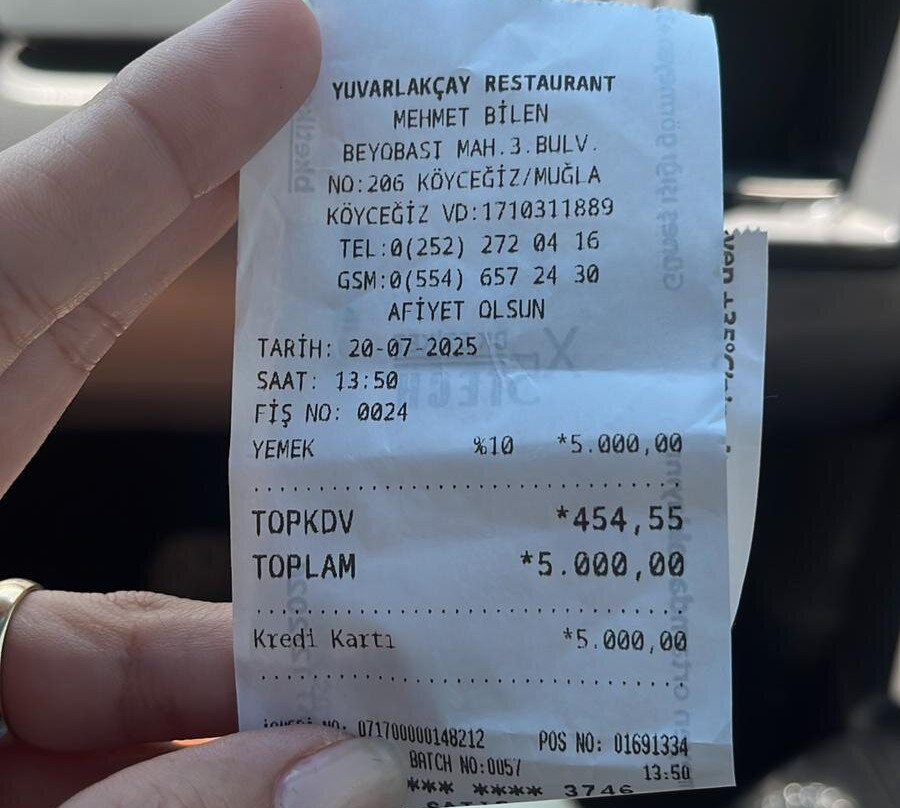 YUVARLAKÇAY RESTAURANT
MEHMET BİLEN
BEYOBASI MAH.3.BULV.
NO:206 KÖYCEĞİZ/MUĞLA
KÖYCEĞİZ VD:1710311889
TEL:0(252) 272 04 16
GSM:0(554) 657 24 30
AFİYET OLSUN
TARİH: 20-07-2025
SAAT: 13:50
FİŞ NO: 0024
YEMEK %10 *5.000,00
TOPKDV *454,55
TOPLAM *5.000,00
Kredi Kartı *5.000,00
NO: 071700000148212 POS NO: 01691334
BATCH NO:0057 13:50
*** **** 3746